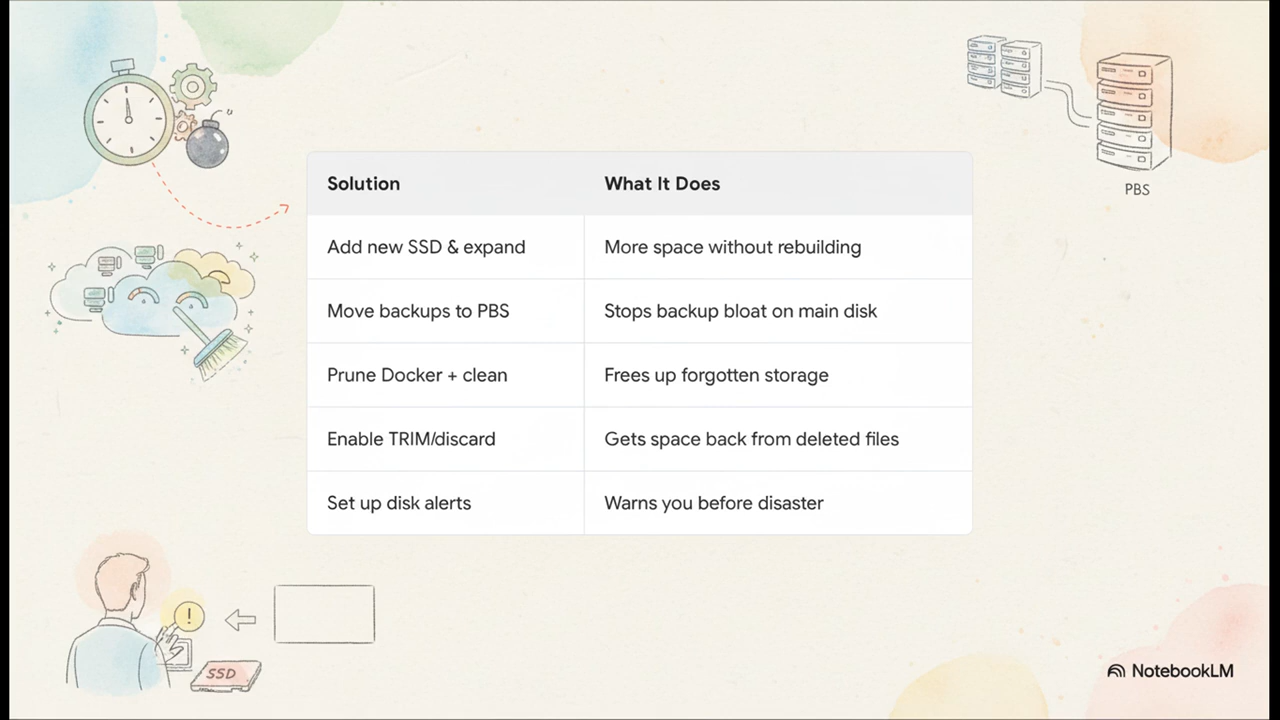 PBS
Solution What It Does
Add new SSD & expand More space without rebuilding
Move backups to PBS Stops backup bloat on main disk
Prune Docker + clean Frees up forgotten storage
Enable TRIM/discard Gets space back from deleted files
Set up disk alerts Warns you before disaster
!
SSD
NotebookLM